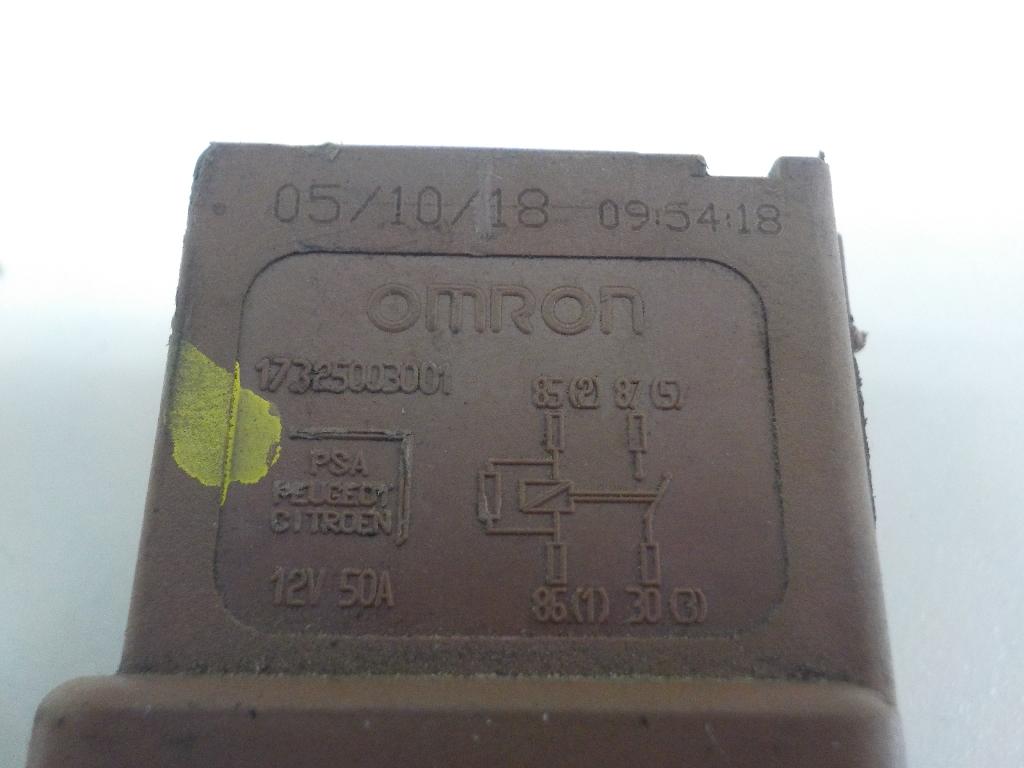 05/10/18 09:54:18
OMRON
17325003001
85(2) 87(5)
PSA
PEUGEOT
CITROEN
12V 50A
86(1) 30(3)